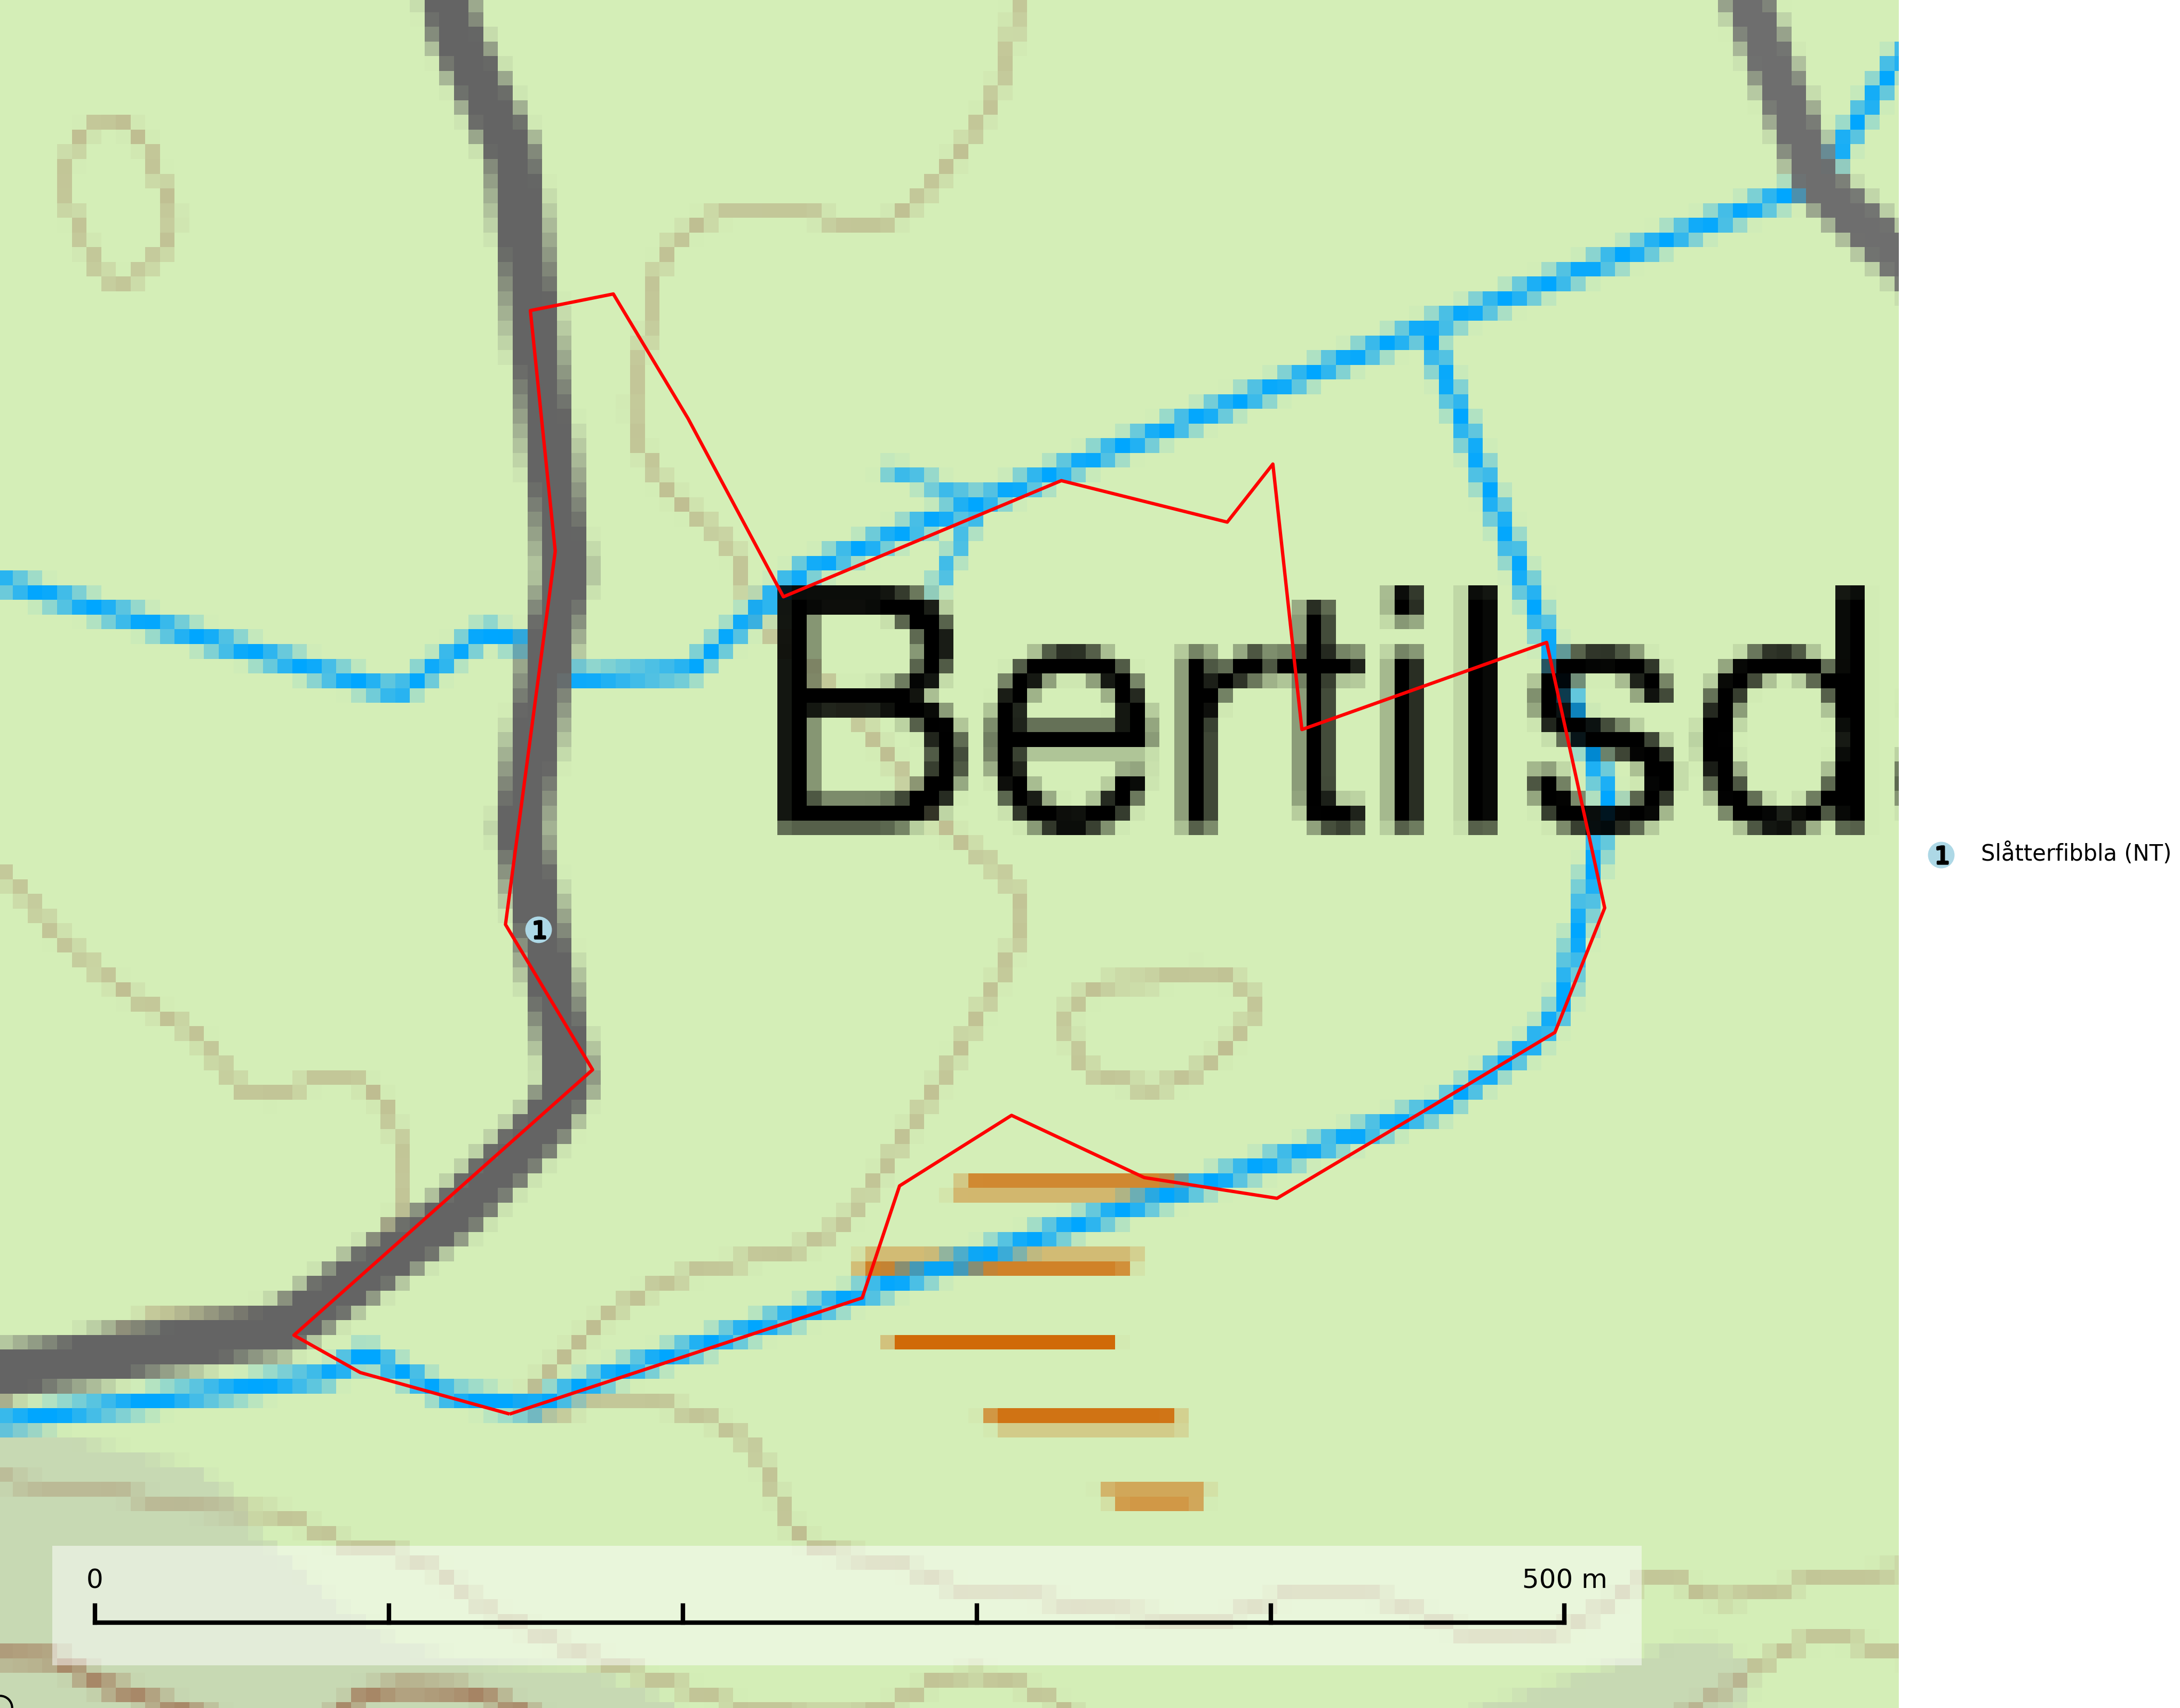 Bertilsd
1
1 Slåtterfibbla (NT)
0 500 m